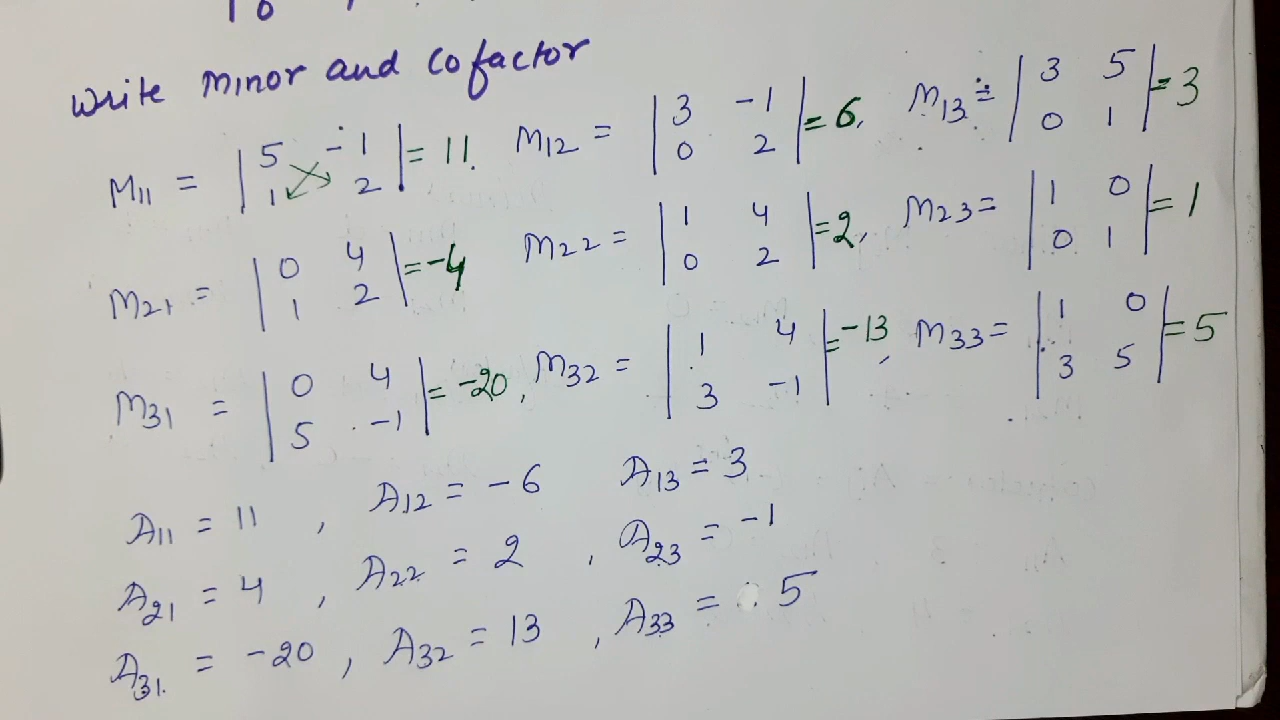 Write minor and cofactor
M11 = |5 -1| = 11. M12 = |3 -1| = 6, M13 = |3 5| = 3
|1 2| |0 2| |0 1|
M21 = |0 4| = -4 M22 = |1 4| = 2, M23 = |1 0| = 1
|1 2| |0 2| |0 1|
M31 = |0 4| = -20, M32 = |1 4| = -13, M33 = |1 0| = 5
|5 -1| |3 -1| |3 5|
A11 = 11 , A12 = -6 A13 = 3
A21 = 4 , A22 = 2 , A23 = -1
A31. = -20 , A32 = 13 , A33 = 5